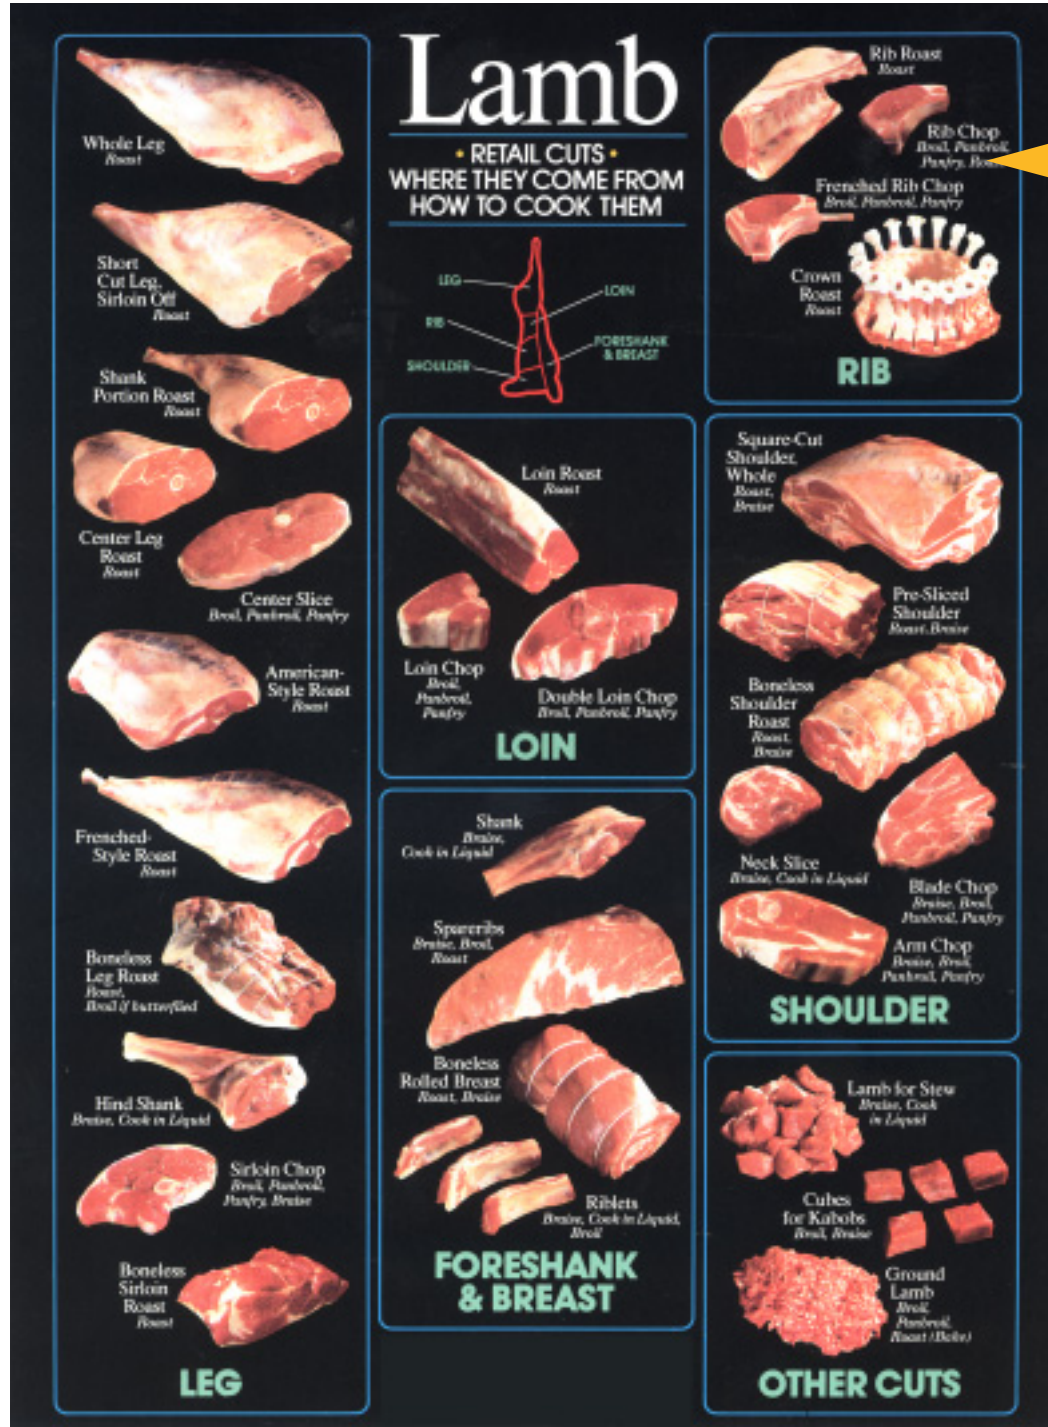 Lamb
• RETAIL CUTS •
WHERE THEY COME FROM
HOW TO COOK THEM
LEG
LOIN
RIB
FORESHANK
& BREAST
SHOULDER
Whole Leg
Roast
Short
Cut Leg,
Sirloin Off
Roast
Shank
Portion Roast
Roast
Center Leg
Roast
Roast
Center Slice
Broil, Panbroil, Panfry
American-
Style Roast
Roast
Frenched-
Style Roast
Roast
Boneless
Leg Roast
Roast,
Broil if butterflied
Hind Shank
Braise, Cook in Liquid
Sirloin Chop
Broil, Panbroil,
Panfry, Braise
Boneless
Sirloin
Roast
Roast
LEG
Loin Roast
Roast
Loin Chop
Broil,
Panbroil,
Panfry
Double Loin Chop
Broil, Panbroil, Panfry
LOIN
Shank
Braise,
Cook in Liquid
Spareribs
Braise, Broil,
Roast
Boneless
Rolled Breast
Roast, Braise
Riblets
Braise, Cook in Liquid,
Broil
FORESHANK
& BREAST
Rib Roast
Roast
Rib Chop
Broil, Panbroil,
Panfry, Roast
Frenched Rib Chop
Broil, Panbroil, Panfry
Crown
Roast
Roast
RIB
Square-Cut
Shoulder,
Whole
Roast,
Braise
Pre-Sliced
Shoulder
Roast, Braise
Boneless
Shoulder
Roast
Roast,
Braise
Neck Slice
Braise, Cook in Liquid
Blade Chop
Braise, Broil,
Panbroil, Panfry
Arm Chop
Braise, Broil,
Panbroil, Panfry
SHOULDER
Lamb for Stew
Braise, Cook
in Liquid
Cubes
for Kabobs
Broil, Braise
Ground
Lamb
Broil,
Panbroil,
Roast (Bake)
OTHER CUTS